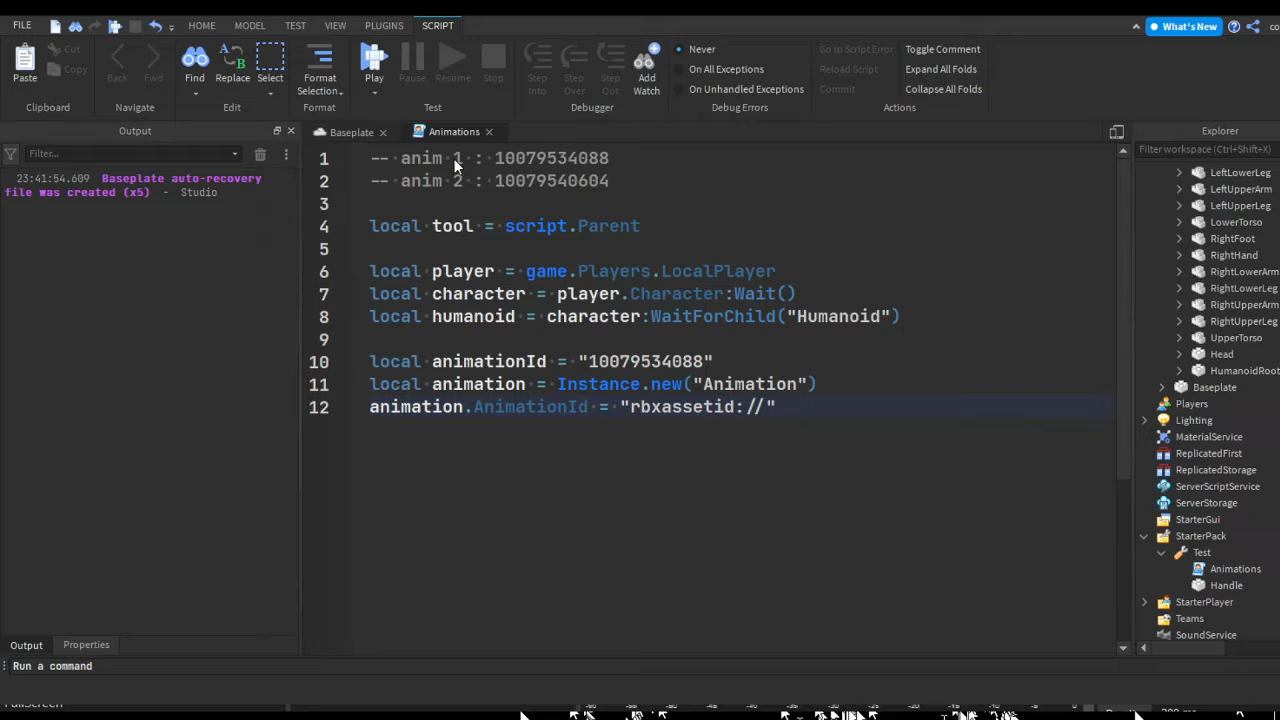 FILE HOME MODEL TEST VIEW PLUGINS SCRIPT What's New
Paste Cut Copy Back Fwd Find Replace Select Format Selection Play Pause Resume Stop Step Into Step Over Step Out Add Watch
Never
On All Exceptions
On Unhandled Exceptions
Go to Script Error
Reload Script
Commit
Toggle Comment
Expand All Folds
Collapse All Folds
Clipboard Navigate Edit Format Test Debugger Debug Errors Actions
Output
Filter...
23:41:54.609 Baseplate auto-recovery
file was created (x5) - Studio
Baseplate Animations
1 -- anim 1 : 10079534088
2 -- anim 2 : 10079540604
3
4 local tool = script.Parent
5
6 local player = game.Players.LocalPlayer
7 local character = player.Character:Wait()
8 local humanoid = character:WaitForChild("Humanoid")
9
10 local animationId = "10079534088"
11 local animation = Instance.new("Animation")
12 animation.AnimationId = "rbxassetid://"
Explorer
Filter workspace (Ctrl+Shift+X)
LeftLowerLeg
LeftUpperArm
LeftUpperLeg
LowerTorso
RightFoot
RightHand
RightLowerArm
RightLowerLeg
RightUpperArm
RightUpperLeg
UpperTorso
Head
HumanoidRoo
Baseplate
Players
Lighting
MaterialService
ReplicatedFirst
ReplicatedStorage
ServerScriptService
ServerStorage
StarterGui
StarterPack
Test
Animations
Handle
StarterPlayer
Teams
SoundService
Output Properties
Run a command